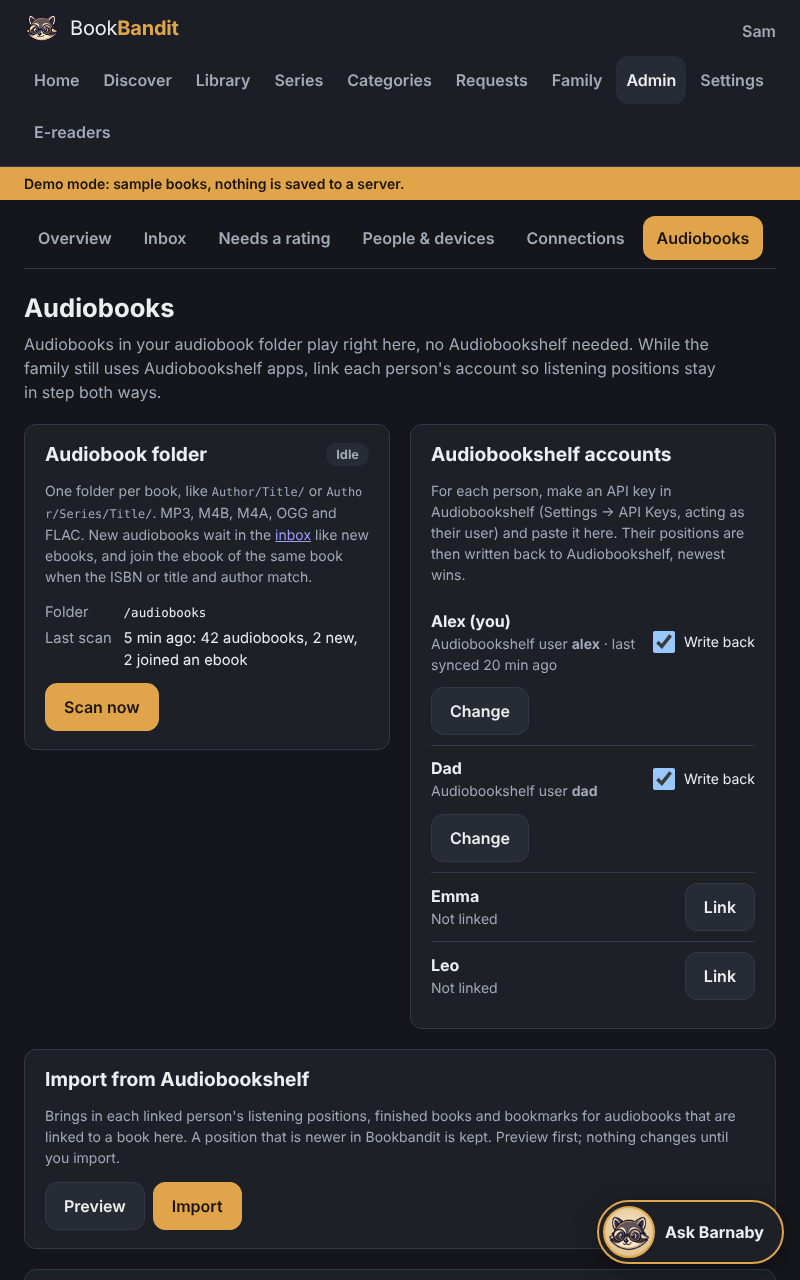 BookBandit
Sam
Home Discover Library Series Categories Requests Family Admin Settings
E-readers
Demo mode: sample books, nothing is saved to a server.
Overview Inbox Needs a rating People & devices Connections Audiobooks
Audiobooks
Audiobooks in your audiobook folder play right here, no Audiobookshelf needed. While the
family still uses Audiobookshelf apps, link each person's account so listening positions stay
in step both ways.
Audiobook folder
Idle
One folder per book, like Author/Title/ or Autho
r/Series/Title/. MP3, M4B, M4A, OGG and
FLAC. New audiobooks wait in the inbox like new
ebooks, and join the ebook of the same book
when the ISBN or title and author match.
Folder /audiobooks
Last scan 5 min ago: 42 audiobooks, 2 new,
2 joined an ebook
Scan now
Audiobookshelf accounts
For each person, make an API key in
Audiobookshelf (Settings → API Keys, acting as
their user) and paste it here. Their positions are
then written back to Audiobookshelf, newest
wins.
Alex (you)
Audiobookshelf user alex · last
synced 20 min ago
Write back
Change
Dad
Audiobookshelf user dad
Write back
Change
Emma
Not linked
Link
Leo
Not linked
Link
Import from Audiobookshelf
Brings in each linked person's listening positions, finished books and bookmarks for audiobooks that are
linked to a book here. A position that is newer in Bookbandit is kept. Preview first; nothing changes until
you import.
Preview Import
Ask Barnaby